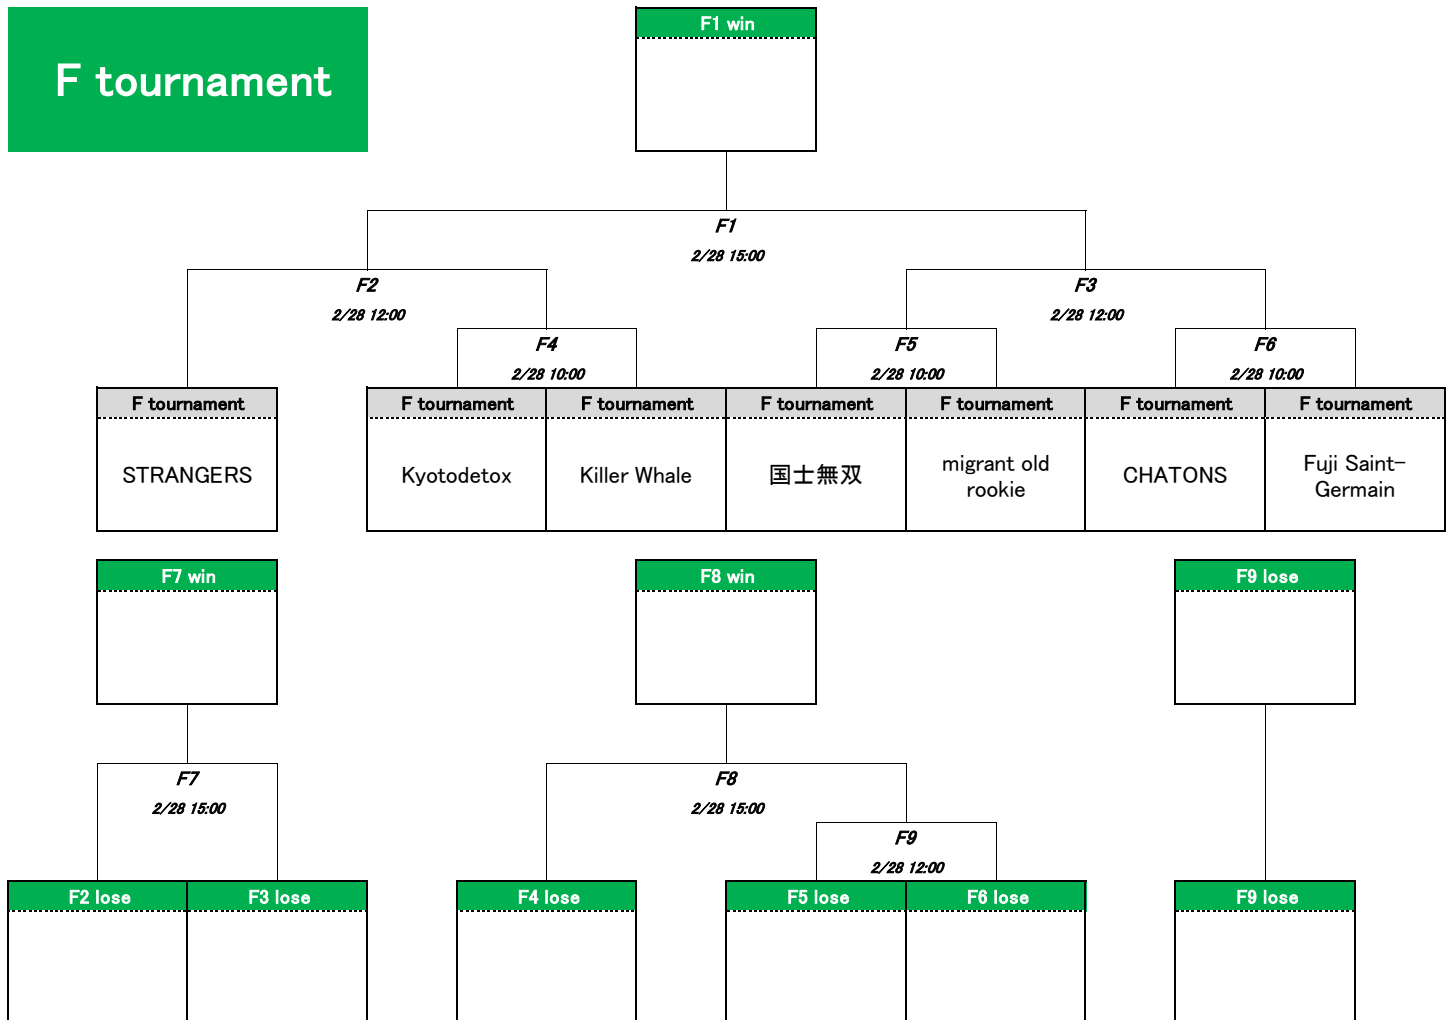 F tournament
F1 win
F1
2/28 15:00
F2
F3
2/28 12:00
2/28 12:00
F4
F5
F6
2/28 10:00
2/28 10:00
2/28 10:00
F tournament
F tournament
F tournament
F tournament
F tournament
F tournament
F tournament
STRANGERS
Kyotodetox
Killer Whale
国士無双
migrant old
rookie
CHATONS
Fuji Saint-
Germain
F7 win
F8 win
F9 lose
F7
2/28 15:00
F8
2/28 15:00
F9
2/28 12:00
F2 lose
F3 lose
F4 lose
F5 lose
F6 lose
F9 lose